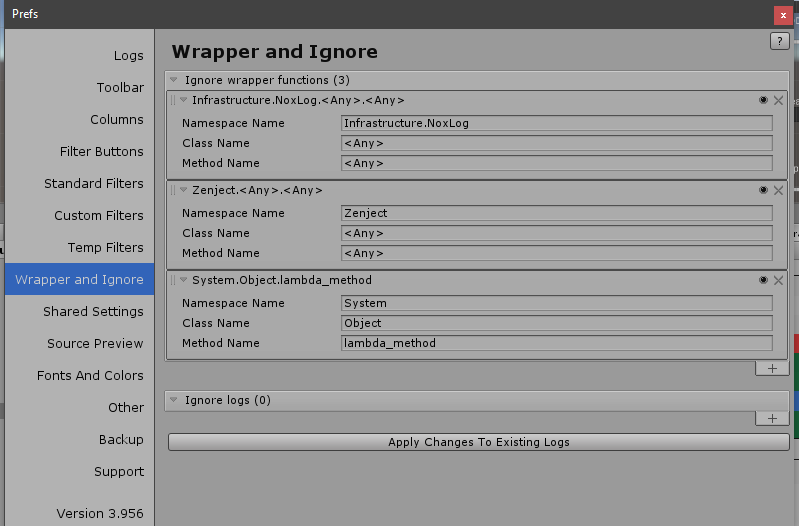 Prefs
x
Logs
Toolbar
Columns
Filter Buttons
Standard Filters
Custom Filters
Temp Filters
Wrapper and Ignore
Shared Settings
Source Preview
Fonts And Colors
Other
Backup
Support
Version 3.956
Wrapper and Ignore
?
Ignore wrapper functions (3)
Infrastructure.NoxLog.<Any>.<Any>
Namespace Name Infrastructure.NoxLog
Class Name <Any>
Method Name <Any>
Zenject.<Any>.<Any>
Namespace Name Zenject
Class Name <Any>
Method Name <Any>
System.Object.lambda_method
Namespace Name System
Class Name Object
Method Name lambda_method
+
Ignore logs (0)
+
Apply Changes To Existing Logs